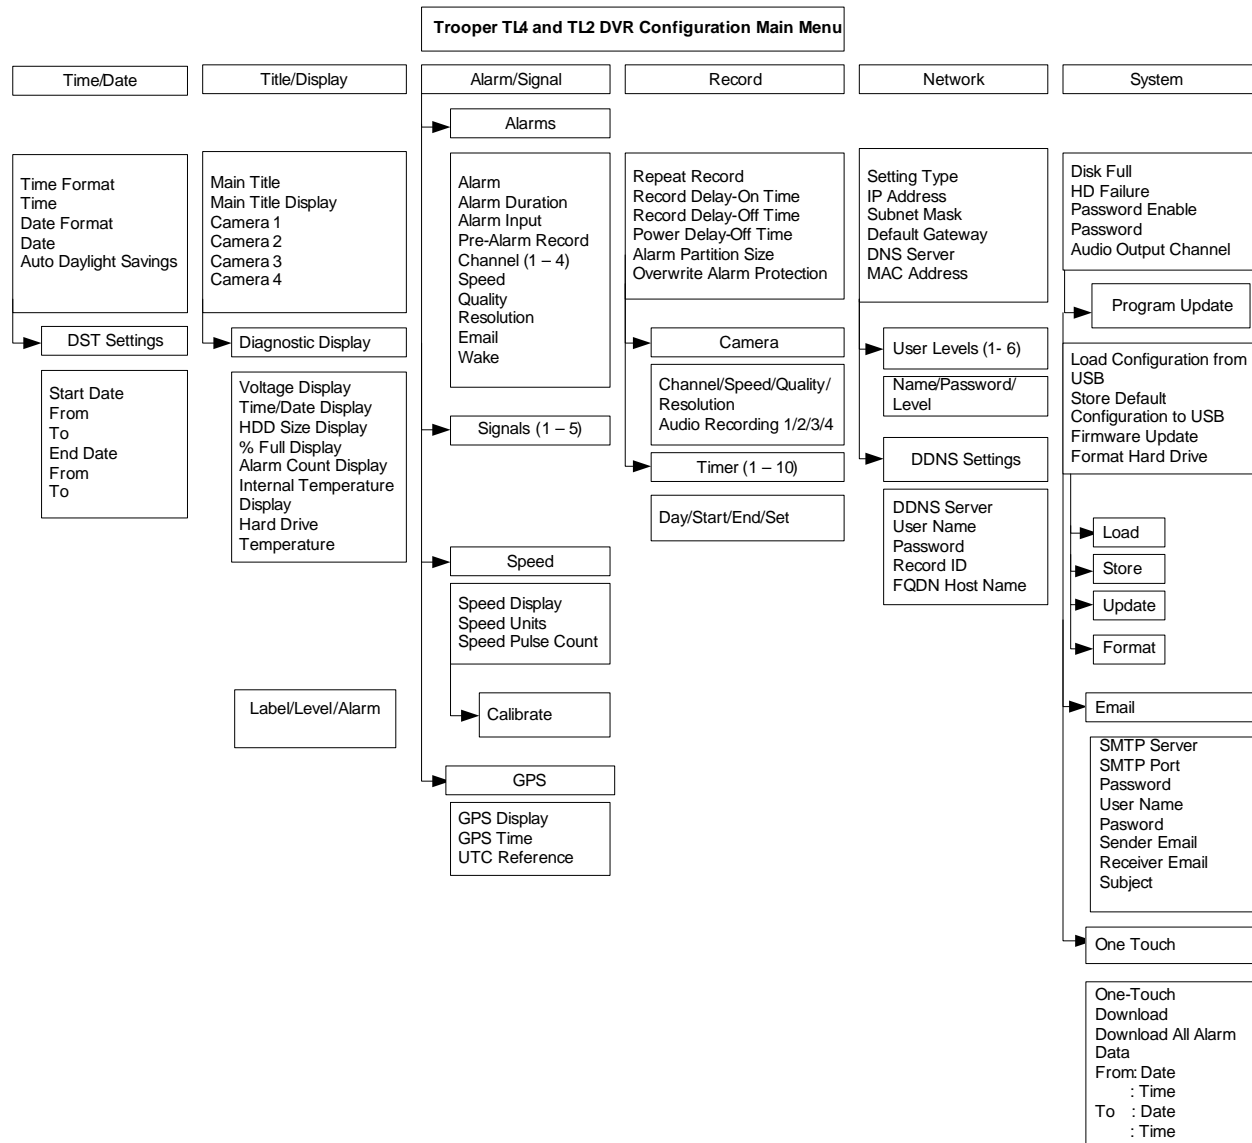 Trooper TL4 and TL2 DVR Configuration Main Menu
Time/Date
Title/Display
Alarm/Signal
Record
Network
System
Time Format
Time
Date Format
Date
Auto Daylight Savings
DST Settings
Start Date
From
To
End Date
From
To
Main Title
Main Title Display
Camera 1
Camera 2
Camera 3
Camera 4
Diagnostic Display
Voltage Display
Time/Date Display
HDD Size Display
% Full Display
Alarm Count Display
Internal Temperature
Display
Hard Drive
Temperature
Label/Level/Alarm
Alarms
Alarm
Alarm Duration
Alarm Input
Pre-Alarm Record
Channel (1 – 4)
Speed
Quality
Resolution
Email
Wake
Signals (1 – 5)
Speed
Speed Display
Speed Units
Speed Pulse Count
Calibrate
GPS
GPS Display
GPS Time
UTC Reference
Repeat Record
Record Delay-On Time
Record Delay-Off Time
Power Delay-Off Time
Alarm Partition Size
Overwrite Alarm Protection
Camera
Channel/Speed/Quality/
Resolution
Audio Recording 1/2/3/4
Timer (1 – 10)
Day/Start/End/Set
Setting Type
IP Address
Subnet Mask
Default Gateway
DNS Server
MAC Address
User Levels (1- 6)
Name/Password/
Level
DDNS Settings
DDNS Server
User Name
Password
Record ID
FQDN Host Name
Disk Full
HD Failure
Password Enable
Password
Audio Output Channel
Program Update
Load Configuration from
USB
Store Default
Configuration to USB
Firmware Update
Format Hard Drive
Load
Store
Update
Format
Email
SMTP Server
SMTP Port
Password
User Name
Pasword
Sender Email
Receiver Email
Subject
One Touch
One-Touch
Download
Download All Alarm
Data
From: Date
: Time
To : Date
: Time